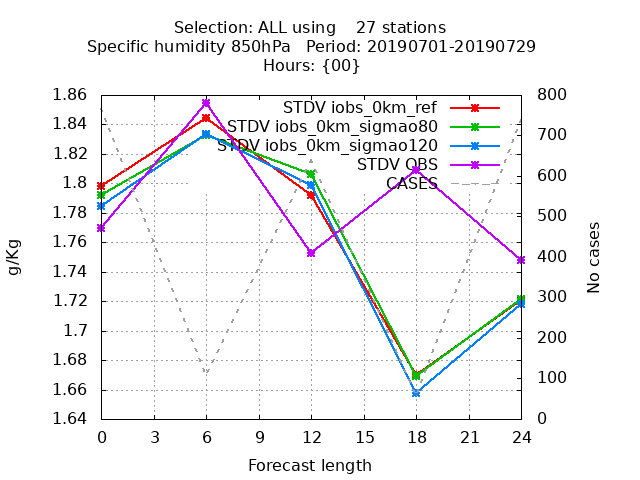 Selection: ALL using    27 stations
Specific humidity 850hPa   Period: 20190701-20190729
Hours: {00}
1.86
1.84
1.82
1.8
1.78
1.76
1.74
1.72
1.7
1.68
1.66
1.64
g/Kg
STDV iobs_0km_ref
STDV iobs_0km_sigmao80
STDV iobs_0km_sigmao120
STDV OBS
CASES
800
700
600
500
400
300
200
100
0
No cases
0 3 6 9 12 15 18 21 24
Forecast length